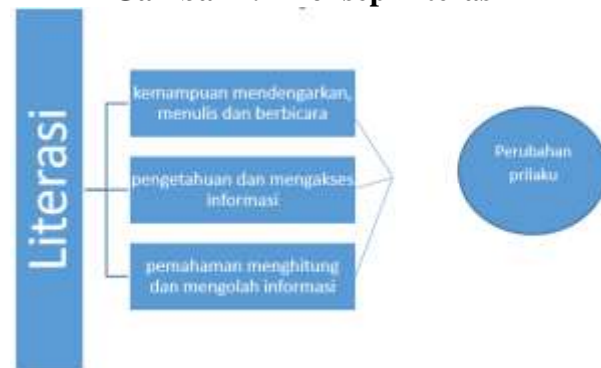 Literasi
kemampuan mendengarkan,
menulis dan berbicara
pengetahuan dan mengakses
informasi
pemahaman menghitung
dan mengolah informasi
Perubahan
prilaku